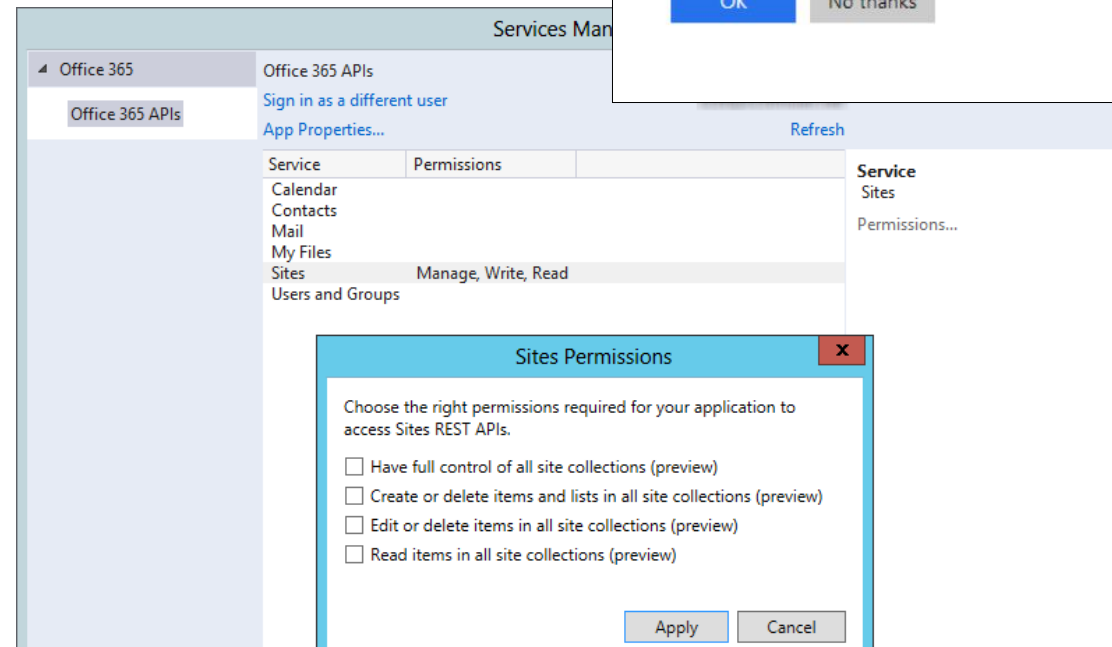 OK No thanks
Services Man
Office 365
Office 365 APIs
Office 365 APIs
Sign in as a different user
App Properties...
Refresh
Service Permissions
Calendar
Contacts
Mail
My Files
Sites Manage, Write, Read
Users and Groups
Service
Sites
Permissions...
Sites Permissions
x
Choose the right permissions required for your application to
access Sites REST APIs.
Have full control of all site collections (preview)
Create or delete items and lists in all site collections (preview)
Edit or delete items in all site collections (preview)
Read items in all site collections (preview)
Apply Cancel